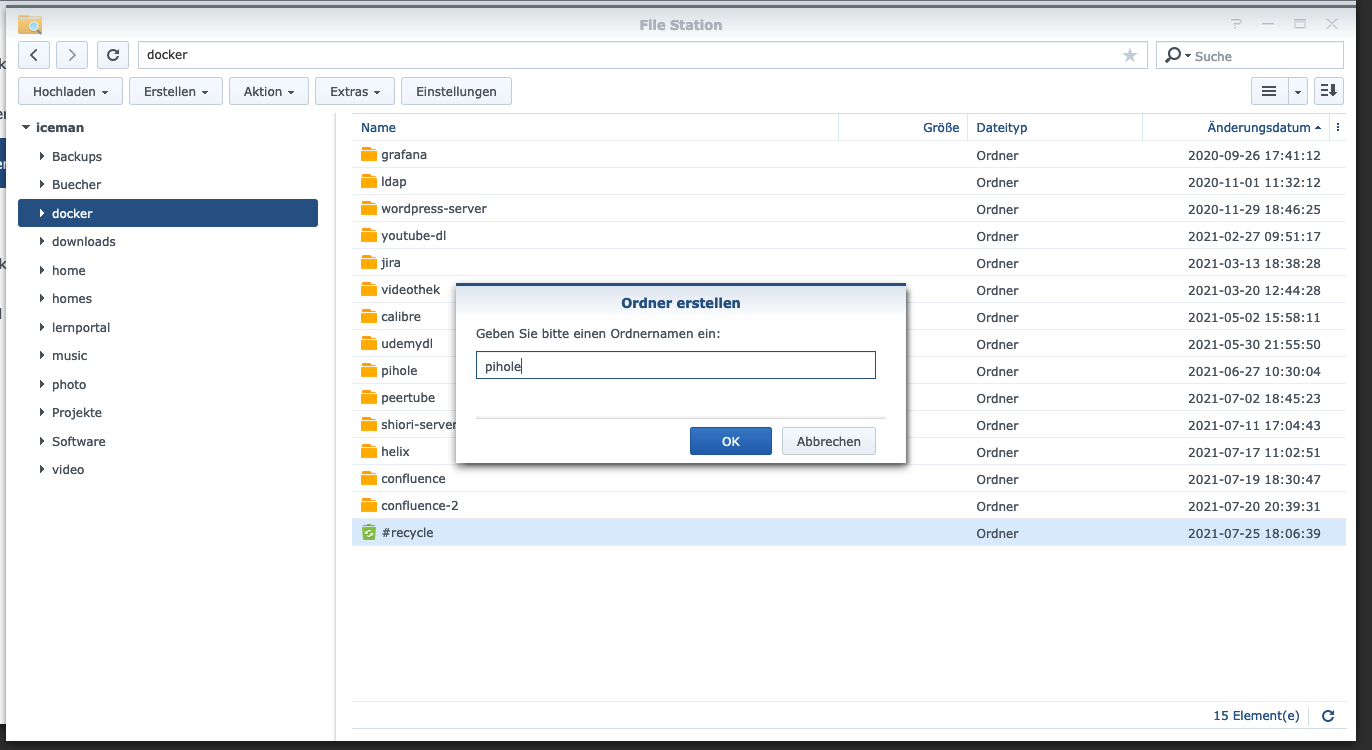 File Station
docker
Suche
Hochladen Erstellen Aktion Extras Einstellungen
iceman
Backups
Buecher
docker
downloads
home
homes
lernportal
music
photo
Projekte
Software
video
Name Größe Dateityp Änderungsdatum
grafana Ordner 2020-09-26 17:41:12
ldap Ordner 2020-11-01 11:32:12
wordpress-server Ordner 2020-11-29 18:46:25
youtube-dl Ordner 2021-02-27 09:51:17
jira Ordner 2021-03-13 18:38:28
videothek Ordner 2021-03-20 12:44:28
calibre Ordner 2021-05-02 15:58:11
udemydl Ordner 2021-05-30 21:55:50
pihole Ordner 2021-06-27 10:30:04
peertube Ordner 2021-07-02 18:45:23
shiori-server Ordner 2021-07-11 17:04:43
helix Ordner 2021-07-17 11:02:51
confluence Ordner 2021-07-19 18:30:47
confluence-2 Ordner 2021-07-20 20:39:31
#recycle Ordner 2021-07-25 18:06:39
Ordner erstellen
Geben Sie bitte einen Ordnernamen ein:
pihole
OK Abbrechen
15 Element(e)